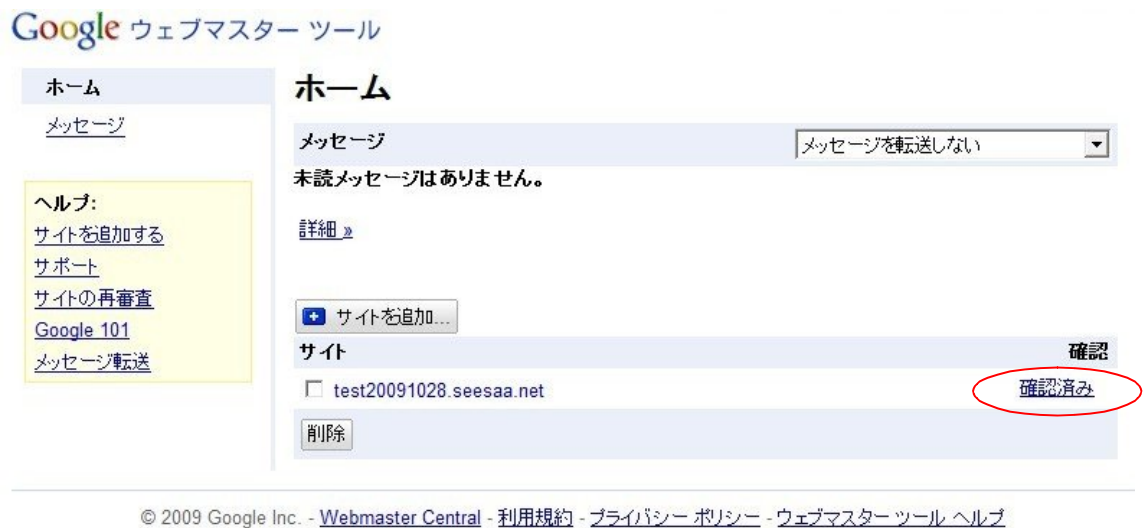 Google ウェブマスター ツール
ホーム
メッセージ
ヘルプ:
サイトを追加する
サポート
サイトの再審査
Google 101
メッセージ転送
ホーム
メッセージ
メッセージを転送しない
未読メッセージはありません。
詳細 »
サイトを追加...
サイト 確認
test20091028.seesaa.net 確認済み
削除
© 2009 Google Inc. - Webmaster Central - 利用規約 - プライバシー ポリシー - ウェブマスター ツール ヘルプ